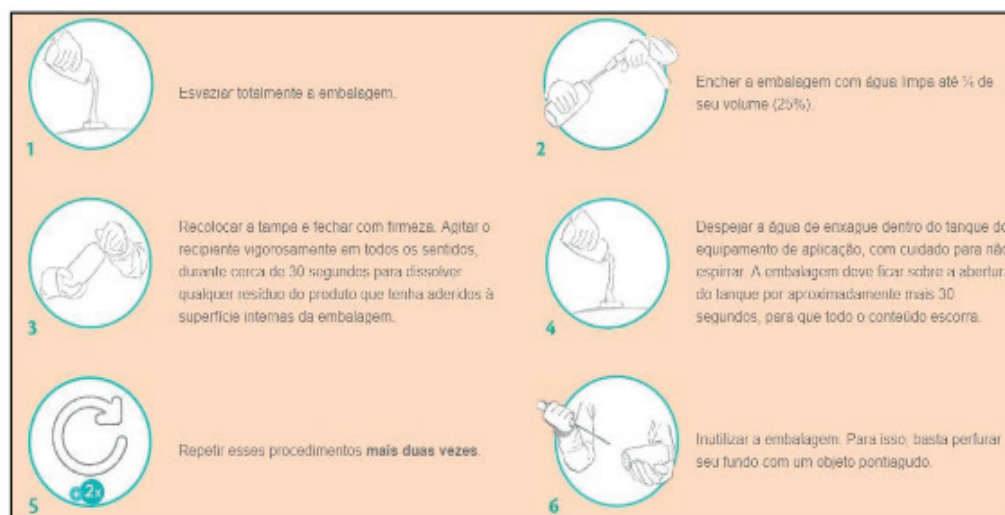 Esvaziar totalmente a embalagem.
1
Encher a embalagem com água limpa até ¼ de
seu volume (25%).
2
Recolocar a tampa e fechar com firmeza. Agitar o
recipiente vigorosamente em todos os sentidos,
durante cerca de 30 segundos para dissolver
qualquer resíduo do produto que tenha aderidos à
superfície internas da embalagem.
3
Despejar a água de enxague dentro do tanque do
equipamento de aplicação, com cuidado para não
espirrar. A embalagem deve ficar sobre a abertura
do tanque por aproximadamente mais 30
segundos, para que todo o conteúdo escorra.
4
Repetir esses procedimentos mais duas vezes.
+ 2x
5
Inutilizar a embalagem. Para isso, basta perfurar
seu fundo com um objeto pontiagudo.
6